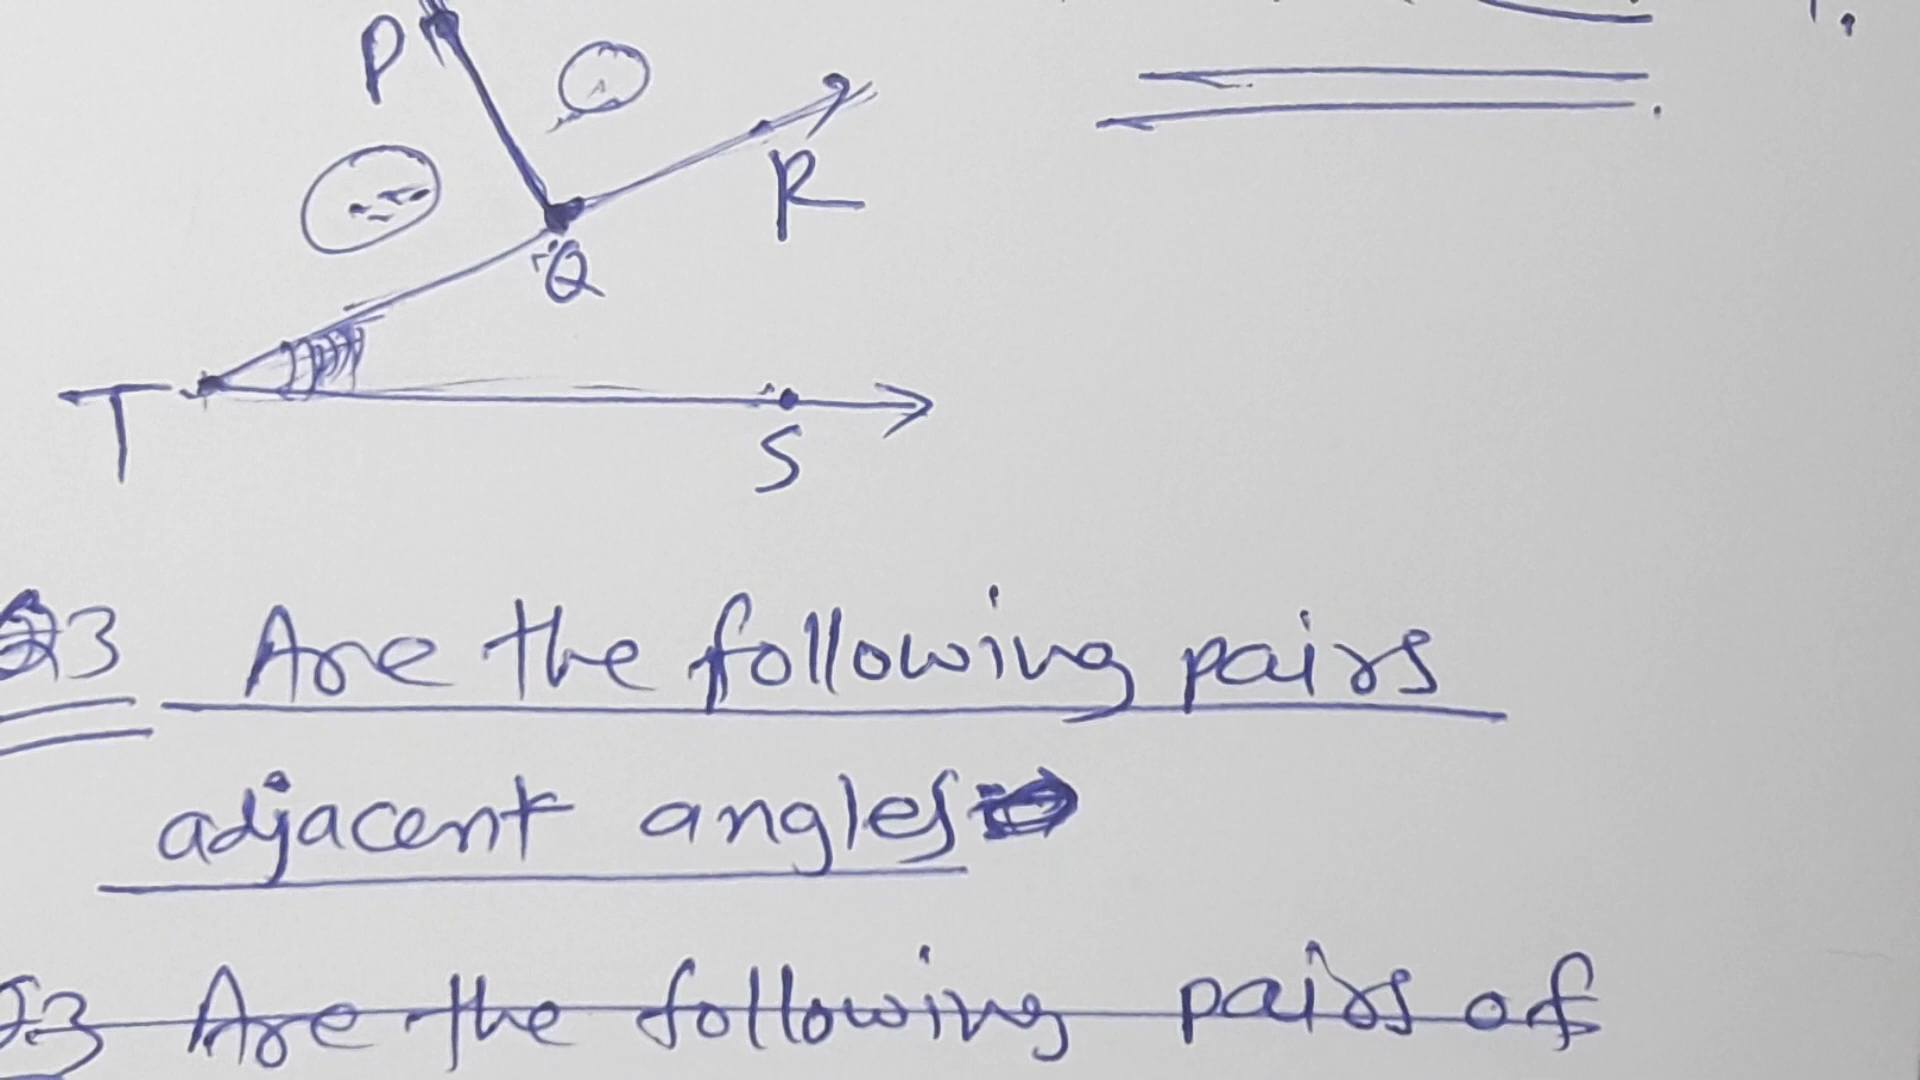 P
R
Q
T
S
Q3 Are the following pairs
adjacent angles
Q3 Are the following pairs of